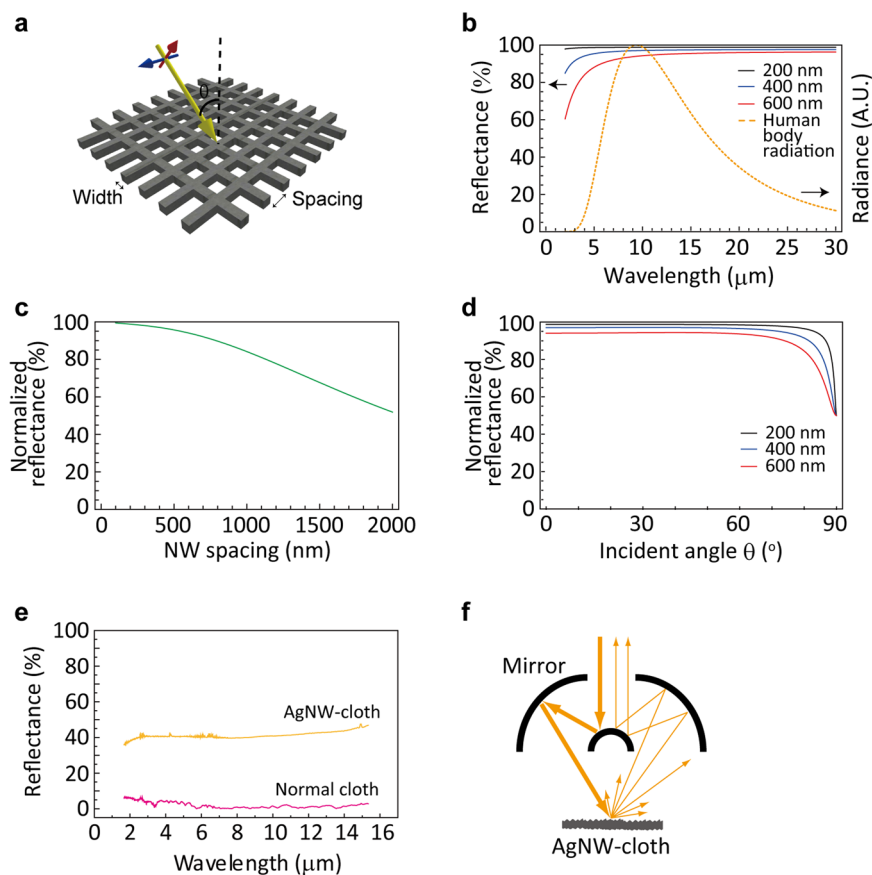 a
θ
Width
Spacing
b
100
80
60
40
20
0
Reflectance (%)
0 5 10 15 20 25 30
Wavelength (μm)
200 nm
400 nm
600 nm
Human
body
radiation
Radiance (A.U.)
c
100
80
60
40
20
0
Normalized
reflectance (%)
0 500 1000 1500 2000
NW spacing (nm)
d
100
80
60
40
20
0
Normalized
reflectance (%)
200 nm
400 nm
600 nm
0 30 60 90
Incident angle θ (°)
e
100
80
60
40
20
0
Reflectance (%)
AgNW-cloth
Normal cloth
0 2 4 6 8 10 12 14 16
Wavelength (μm)
f
Mirror
AgNW-cloth